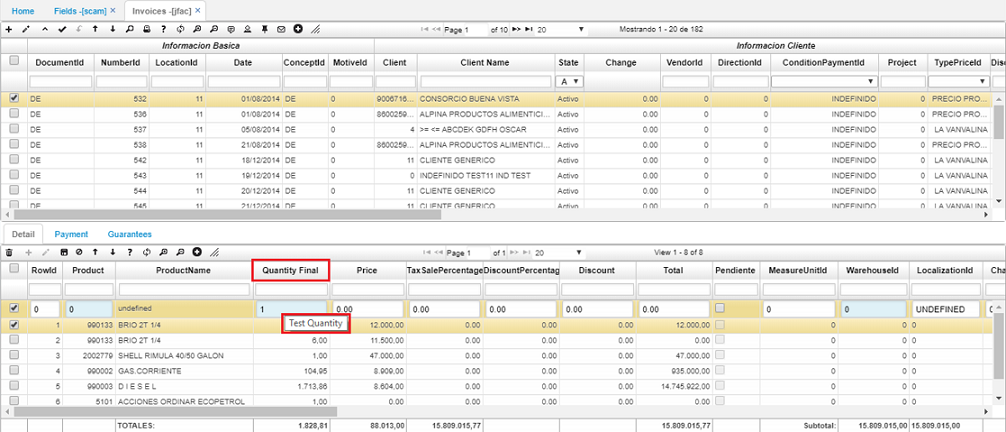 Home Fields -[scam] × Invoices -[jfac] ×
Page 1 of 10 20 Mostrando 1 - 20 de 182
Informacion Basica Informacion Cliente
DocumentId NumberId LocationId Date ConceptId MotiveId Client Client Name State Change VendorId DirectionId ConditionPaymentId Project TypePriceId
A
DE 532 11 01/08/2014 DE 0 9006716... CONSORCIO BUENA VISTA Activo 0.00 0 0 INDEFINIDO 0 PRECIO PRO...
DE 536 11 01/08/2014 DE 0 8600259... ALPINA PRODUCTOS ALIMENTICI... Activo 0.00 0 0 INDEFINIDO 0 PRECIO PRO...
DE 537 11 05/08/2014 DE 0 4 >= <= ABCDEK GDFH OSCAR Activo 0.00 0 0 INDEFINIDO 0 LA VANVALINA
DE 538 11 21/08/2014 DE 0 8600259... ALPINA PRODUCTOS ALIMENTICI... Activo 0.00 0 0 INDEFINIDO 0 PRECIO PRO...
DE 542 11 18/12/2014 DE 0 11 CLIENTE GENERICO Activo 0.00 0 0 INDEFINIDO 0 LA VANVALINA
DE 543 11 19/12/2014 DE 0 0 INDEFINIDO TEST11 IND TEST Activo 0.00 0 0 INDEFINIDO 0 LA VANVALINA
DE 544 11 20/12/2014 DE 0 11 CLIENTE GENERICO Activo 0.00 0 0 INDEFINIDO 0 LA VANVALINA
DE 545 11 21/12/2014 DE 0 11 CLIENTE GENERICO Activo 0.00 0 0 INDEFINIDO 0 LA VANVALINA
Detail Payment Guarantees
Page 1 of 1 20 View 1 - 8 of 8
RowId Product ProductName Quantity Final Price TaxSalePercentage DiscountPercentag Discount Total Pendiente MeasureUnitId WarehouseId LocalizationId Cha
0 0 undefined 1 0.00 0.00 0.00 0.00 0.00 0 0 UNDEFINED
Test Quantity
1 990133 BRIO 2T 1/4 12.000,00 0.00 0.00 0.00 12.000,00 0 0 0
2 990133 BRIO 2T 1/4 6,00 11.500,00 0.00 0.00 0.00 0.00 0 0 0
3 2002779 SHELL RIMULA 40/50 GALON 1,00 47.000,00 0.00 0.00 0.00 47.000,00 0 0 0
4 990002 GAS.CORRIENTE 104,95 8.909,00 0.00 0.00 0.00 935.000,00 0 0 0
5 990003 D I E S E L 1.713,86 8.604,00 0.00 0.00 0.00 14.745.922,00 0 0 0
6 5101 ACCIONES ORDINAR ECOPETROL 1,00 0.00 0.00 0.00 0.00 0.00 0 0 0
TOTALES: 1.828,81 88.013,00 15.809.015,77 15.809.015,77 Subtotal: 15.809.015,00 15.809.015,00